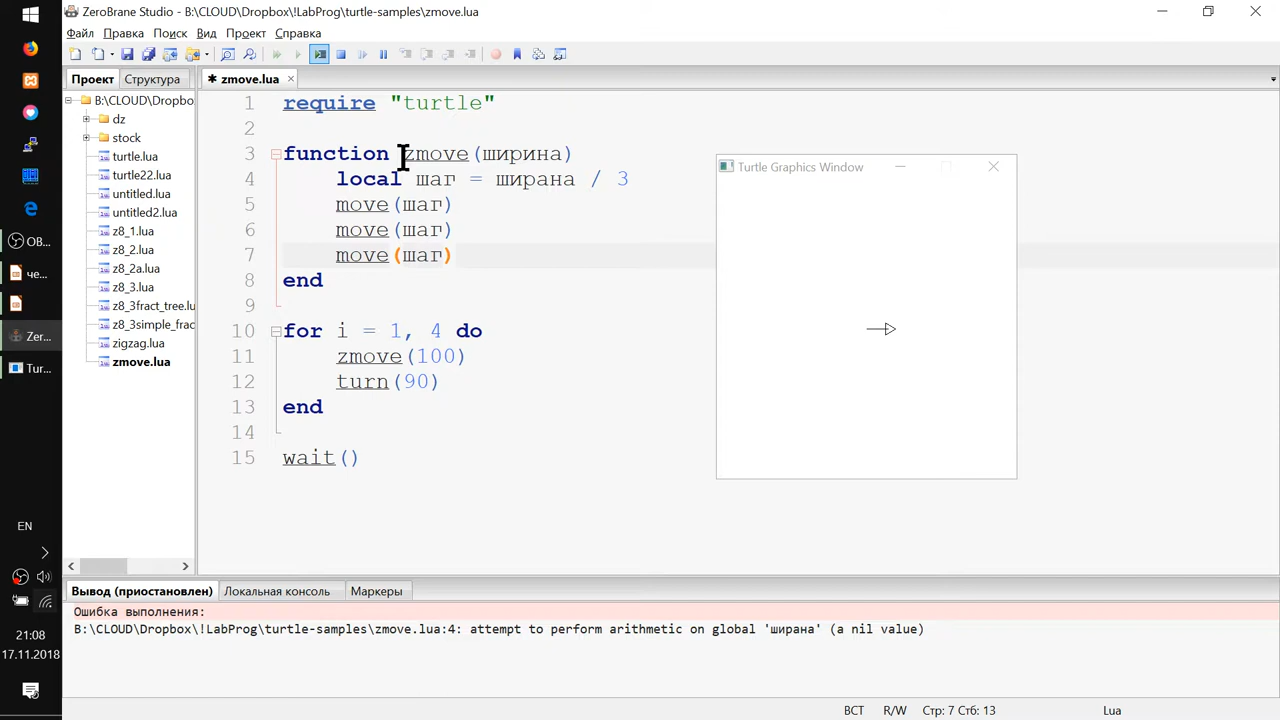 ZeroBrane Studio - B:\CLOUD\Dropbox\!LabProg\turtle-samples\zmove.lua
Файл Правка Поиск Вид Проект Справка
Проект Структура
zmove.lua
B:\CLOUD\Dropbo
dz
stock
turtle.lua
turtle22.lua
untitled.lua
untitled2.lua
z8_1.lua
z8_2.lua
z8_2a.lua
z8_3.lua
z8_3fract_tree.lu
z8_3simple_frac
zigzag.lua
zmove.lua
1 require "turtle"
2
3 function zmove(ширина)
4 local шаг = ширана / 3
5 move(шаг)
6 move(шаг)
7 move(шаг)
8 end
9
10 for i = 1, 4 do
11 zmove(100)
12 turn(90)
13 end
14
15 wait()
Turtle Graphics Window
OB...
че...
Zer...
Tur...
EN
21:08
17.11.2018
Вывод (приостановлен) Локальная консоль Маркеры
Ошибка выполнения:
B:\CLOUD\Dropbox\!LabProg\turtle-samples\zmove.lua:4: attempt to perform arithmetic on global 'ширана' (a nil value)
ВСТ R/W Стр: 7 Стб: 13 Lua